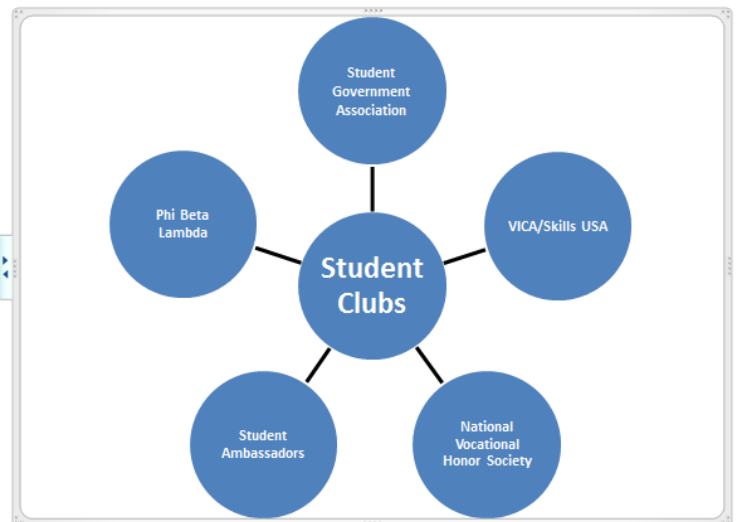 Student
Government
Association
Phi Beta
Lambda
VICA/Skills USA
Student
Clubs
Student
Ambassadors
National
Vocational
Honor Society